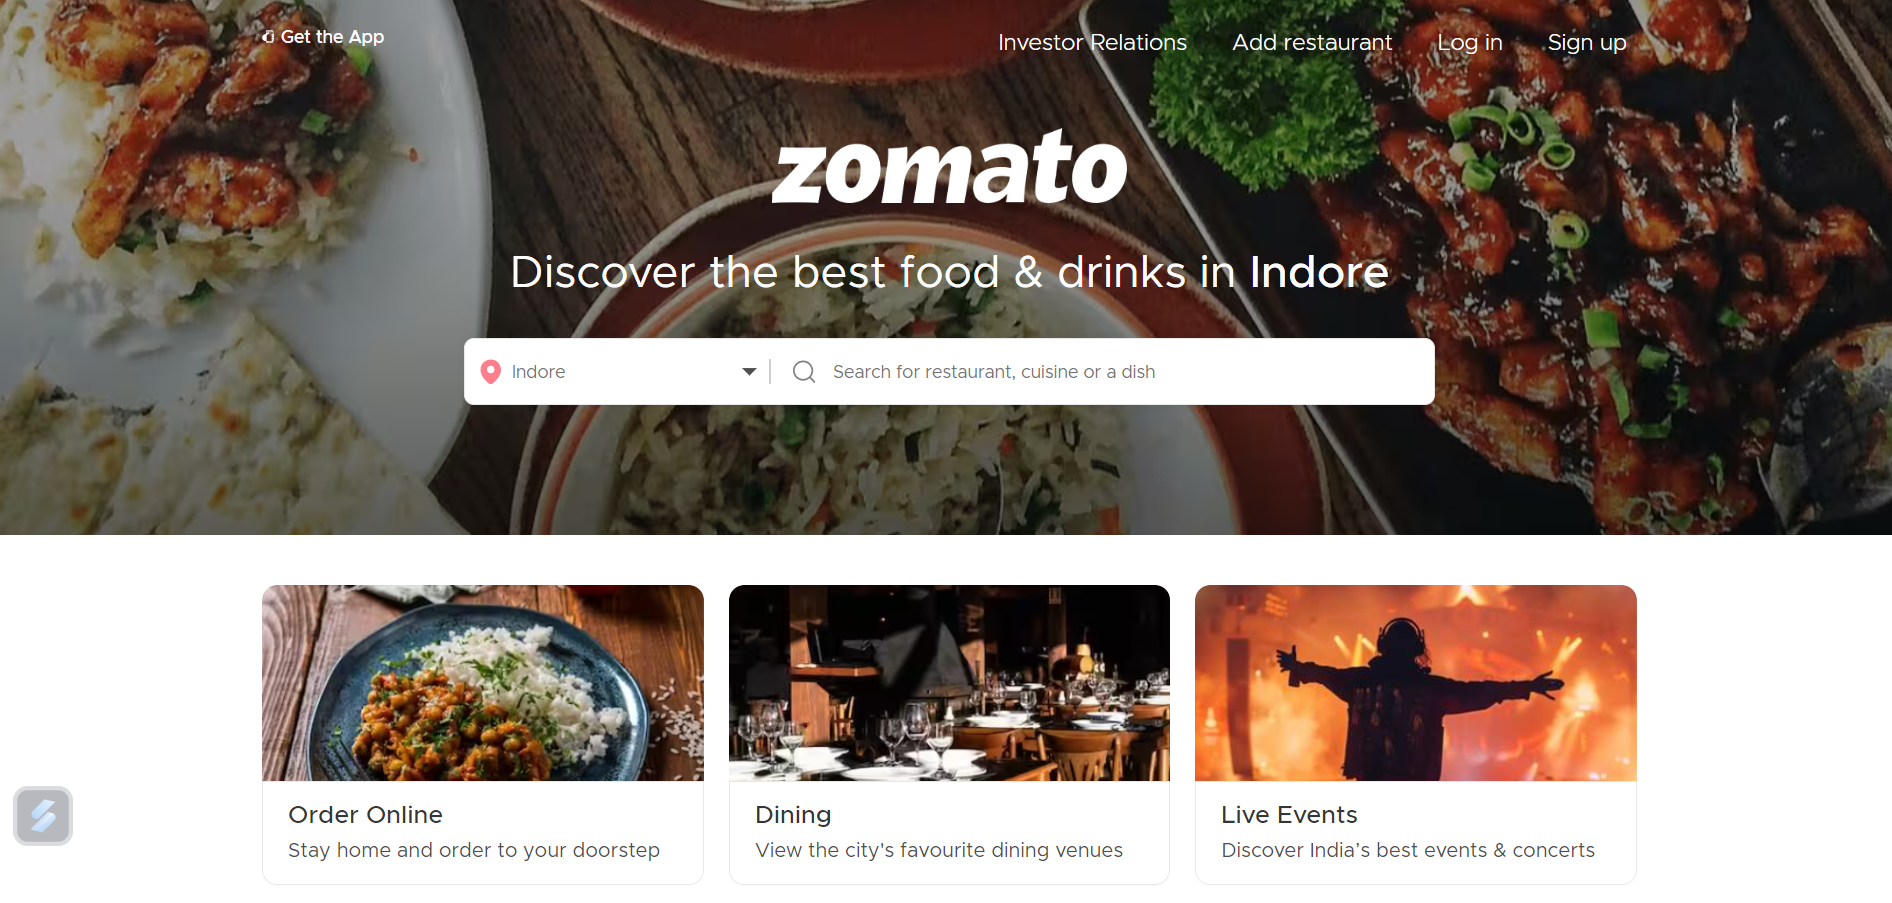 Get the App
Investor Relations
Add restaurant
Log in
Sign up
zomato
Discover the best food & drinks in Indore
Indore
Search for restaurant, cuisine or a dish
Order Online
Stay home and order to your doorstep
Dining
View the city's favourite dining venues
Live Events
Discover India’s best events & concerts